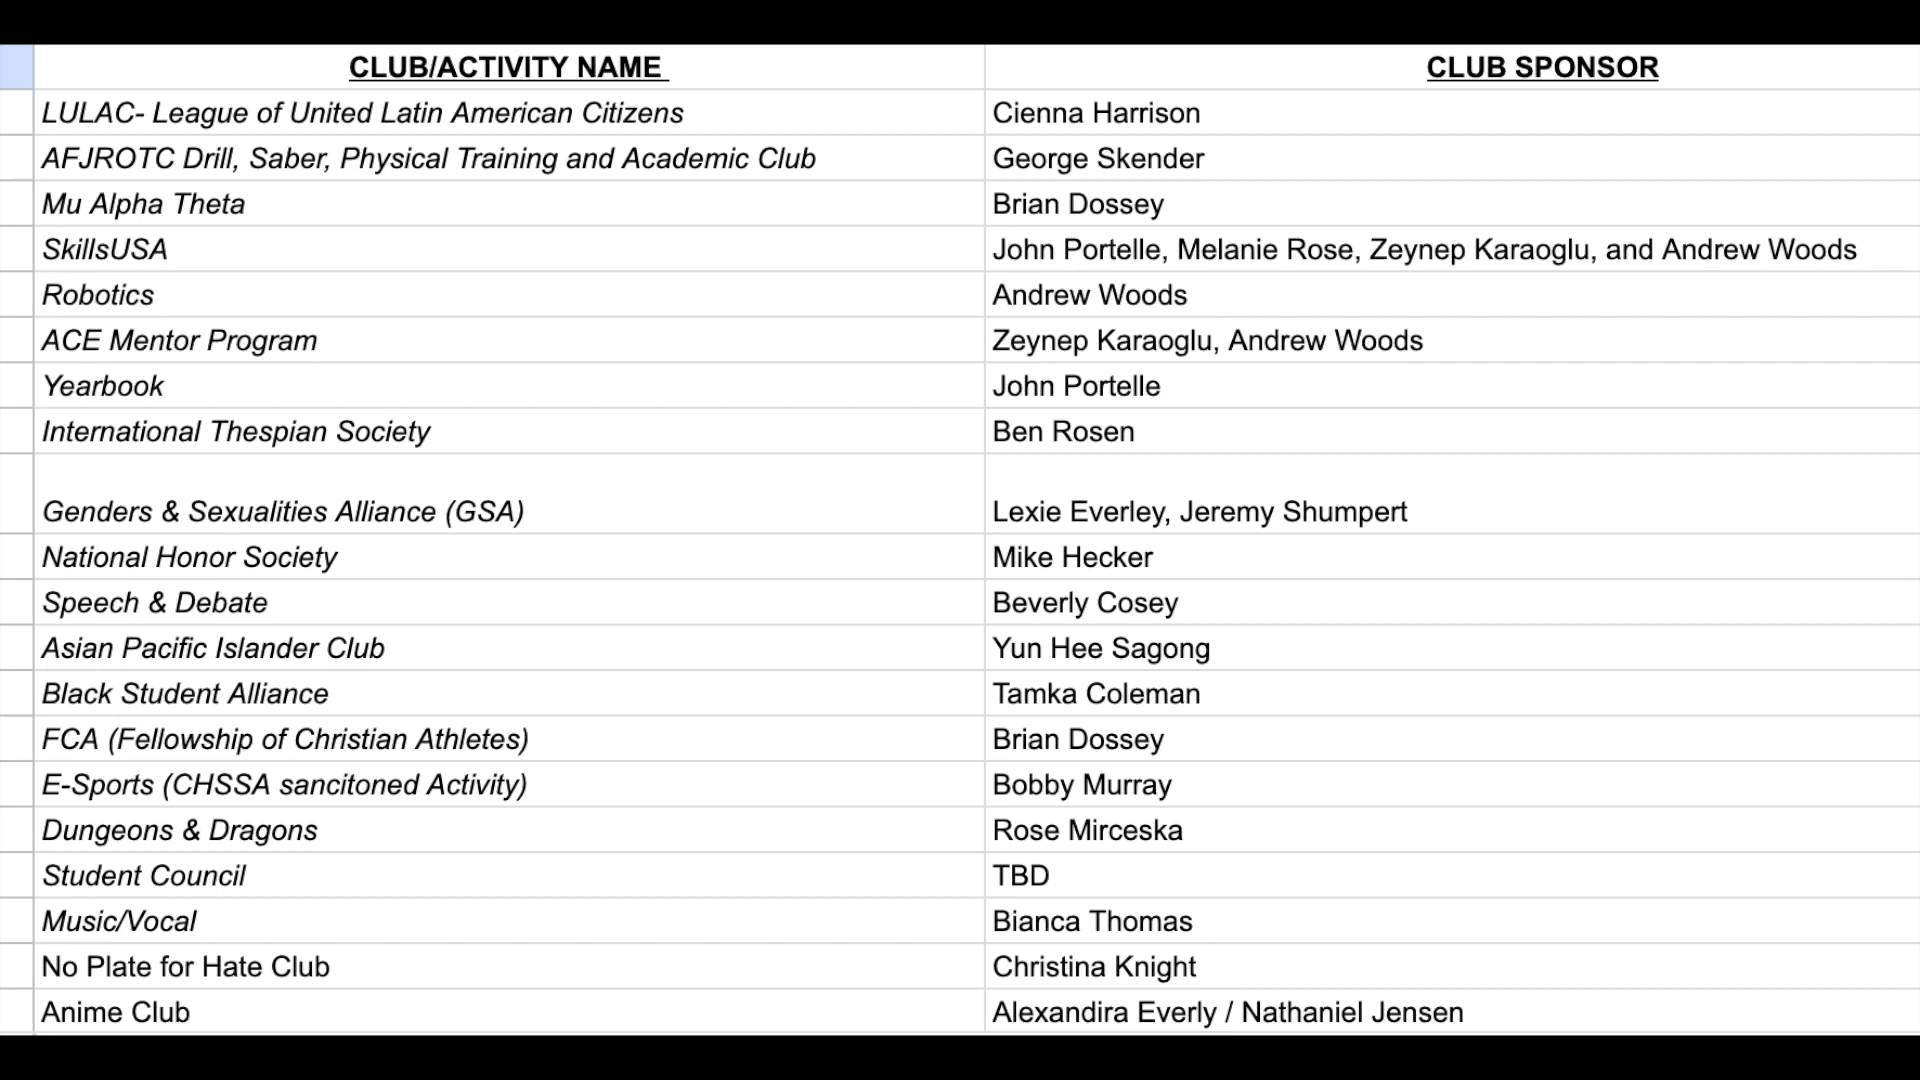 CLUB/ACTIVITY NAME CLUB SPONSOR
LULAC- League of United Latin American Citizens Cienna Harrison
AFJROTC Drill, Saber, Physical Training and Academic Club George Skender
Mu Alpha Theta Brian Dossey
SkillsUSA John Portelle, Melanie Rose, Zeynep Karaoglu, and Andrew Woods
Robotics Andrew Woods
ACE Mentor Program Zeynep Karaoglu, Andrew Woods
Yearbook John Portelle
International Thespian Society Ben Rosen
Genders & Sexualities Alliance (GSA) Lexie Everley, Jeremy Shumpert
National Honor Society Mike Hecker
Speech & Debate Beverly Cosey
Asian Pacific Islander Club Yun Hee Sagong
Black Student Alliance Tamka Coleman
FCA (Fellowship of Christian Athletes) Brian Dossey
E-Sports (CHSSA sancitoned Activity) Bobby Murray
Dungeons & Dragons Rose Mirceska
Student Council TBD
Music/Vocal Bianca Thomas
No Plate for Hate Club Christina Knight
Anime Club Alexandira Everly / Nathaniel Jensen